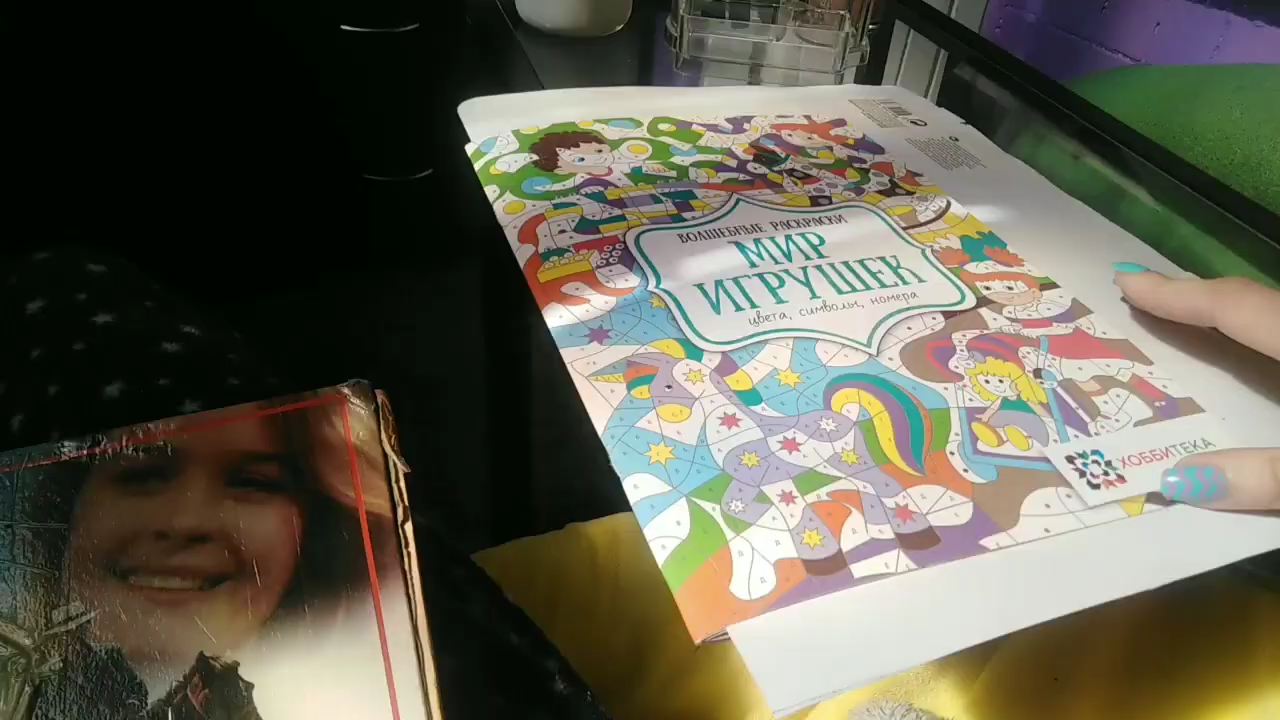 ВОЛШЕБНЫЕ РАСКРАСКИ
МИР
ИГРУШЕК
цвета, символы, номера
ХОББИТЕКА